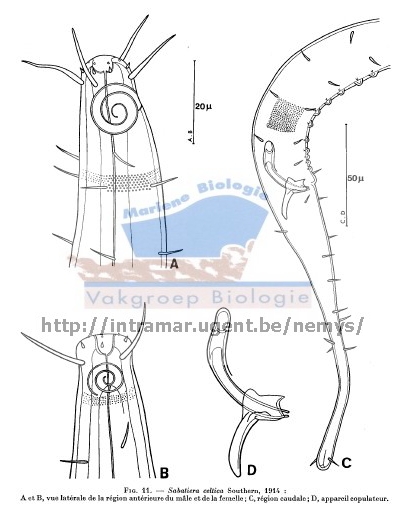 20µ
A. B
50µ
C. D
Mariene Biologie
A
Vakgroep Biologie
http://intramar.ugent.be/nemys/
B
D
C
FIG. 11. — Sabatiera celtica Southern, 1914 :
A et B, vue latérale de la région antérieure du mâle et de la femelle ; C, région caudale ; D, appareil copulateur.